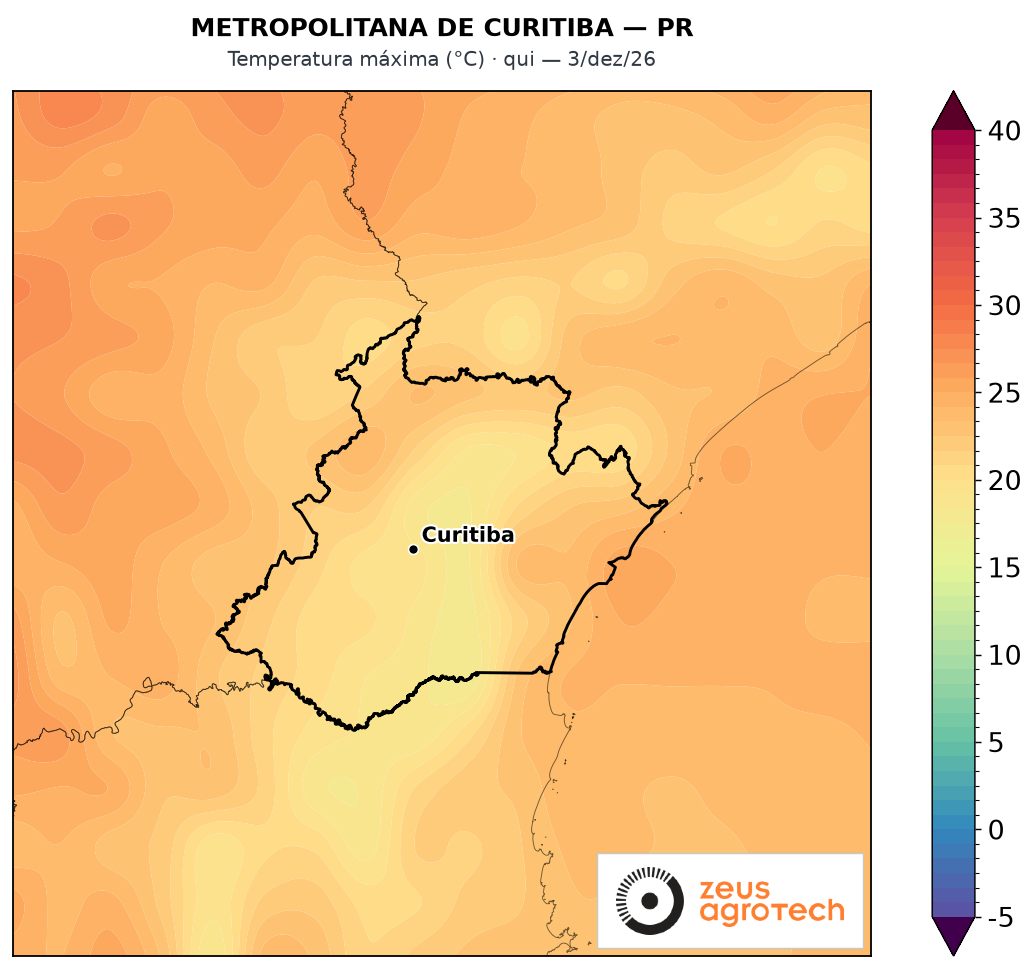 METROPOLITANA DE CURITIBA — PR
Temperatura máxima (°C) · qui — 3/dez/26
40
35
30
25
20
15
10
5
0
-5
Curitiba
zeus
agrotech